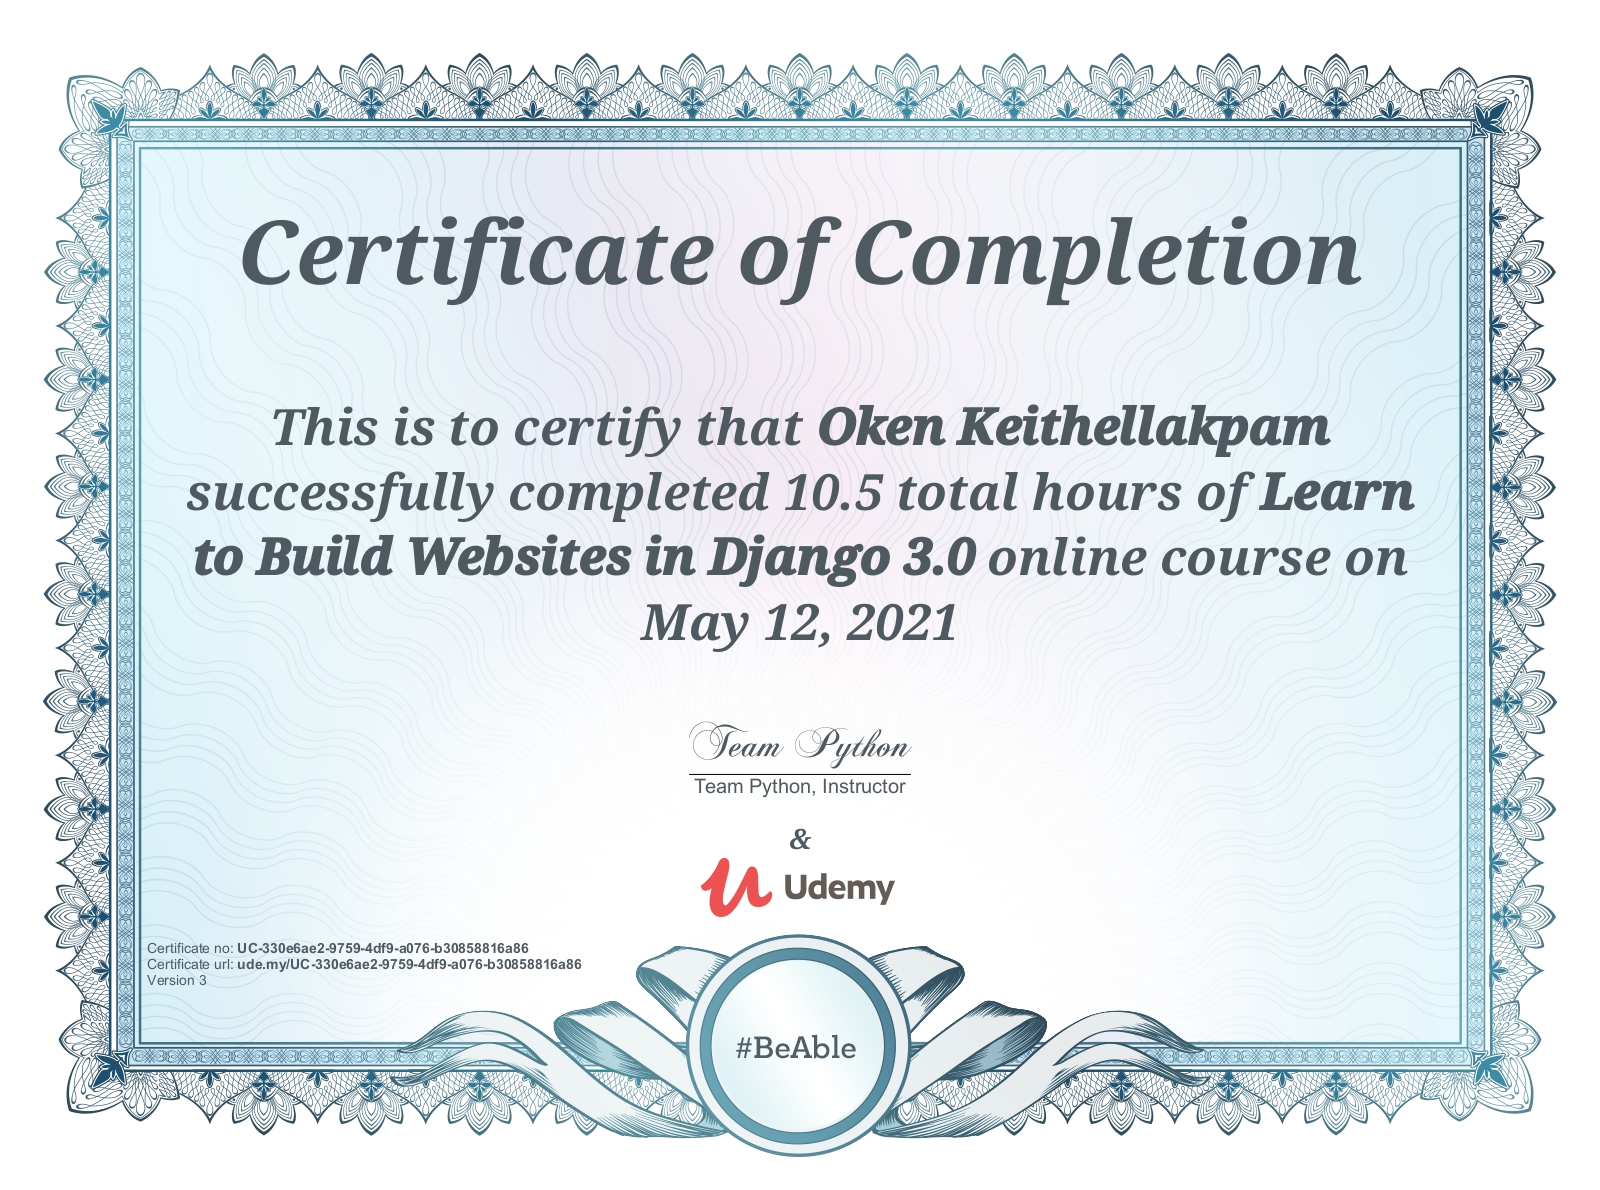 Certificate of Completion
This is to certify that Oken Keithellakpam
successfully completed 10.5 total hours of Learn
to Build Websites in Django 3.0 online course on
May 12, 2021
Team Python
Team Python, Instructor
&
Udemy
Certificate no: UC-330e6ae2-9759-4df9-a076-b30858816a86
Certificate url: ude.my/UC-330e6ae2-9759-4df9-a076-b30858816a86
Version 3
#BeAble